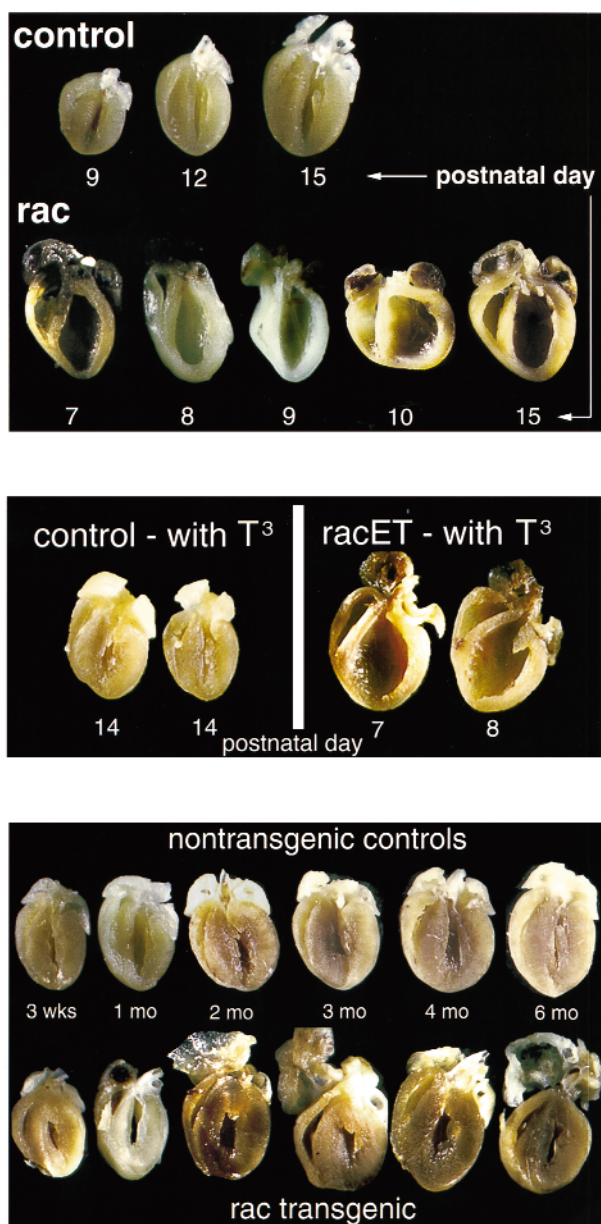 control
9 12 15
postnatal day
rac
7 8 9 10 15
control - with T³
racET - with T³
14 14 7 8
postnatal day
nontransgenic controls
3 wks 1 mo 2 mo 3 mo 4 mo 6 mo
rac transgenic